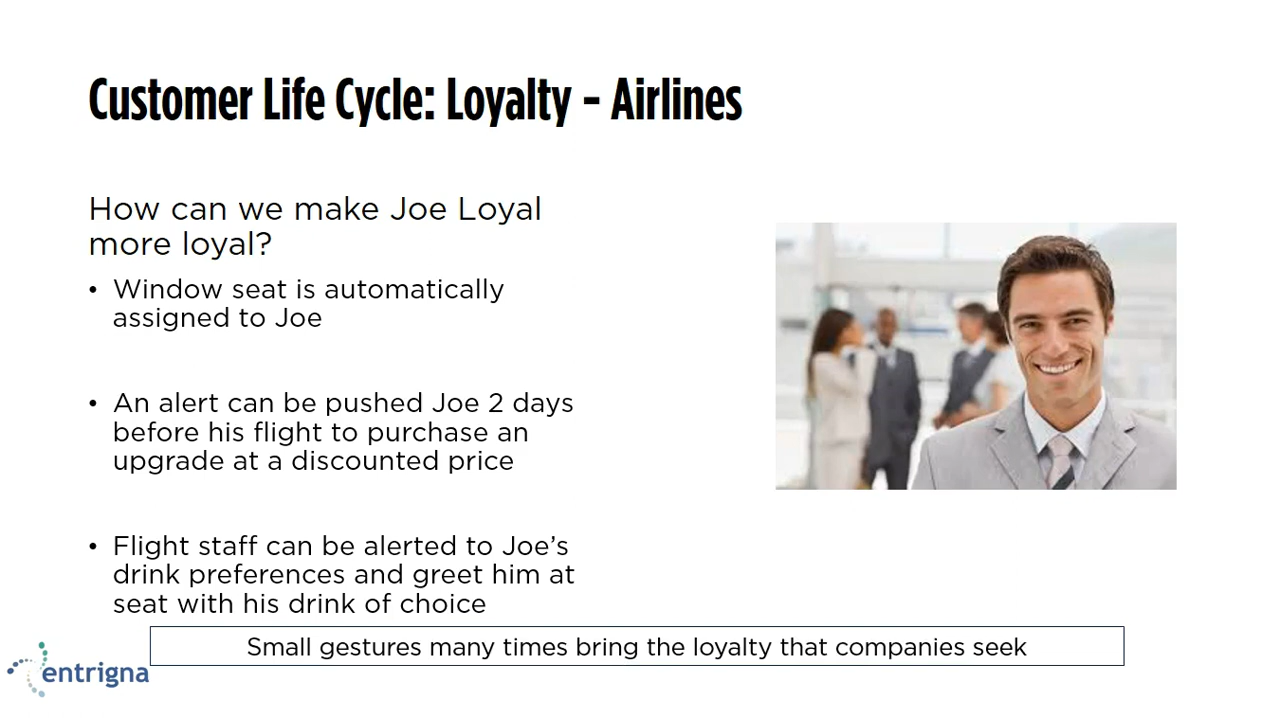 Customer Life Cycle: Loyalty – Airlines
How can we make Joe Loyal
more loyal?
• Window seat is automatically
assigned to Joe
• An alert can be pushed Joe 2 days
before his flight to purchase an
upgrade at a discounted price
• Flight staff can be alerted to Joe’s
drink preferences and greet him at
seat with his drink of choice
Small gestures many times bring the loyalty that companies seek
entrigna